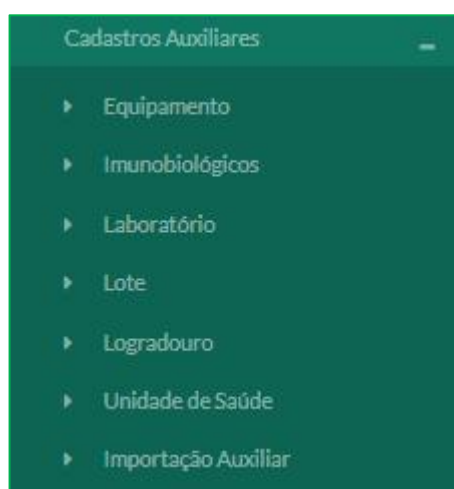 Cadastros Auxiliares
Equipamento
Imunobiológicos
Laboratório
Lote
Logradouro
Unidade de Saúde
Importação Auxiliar